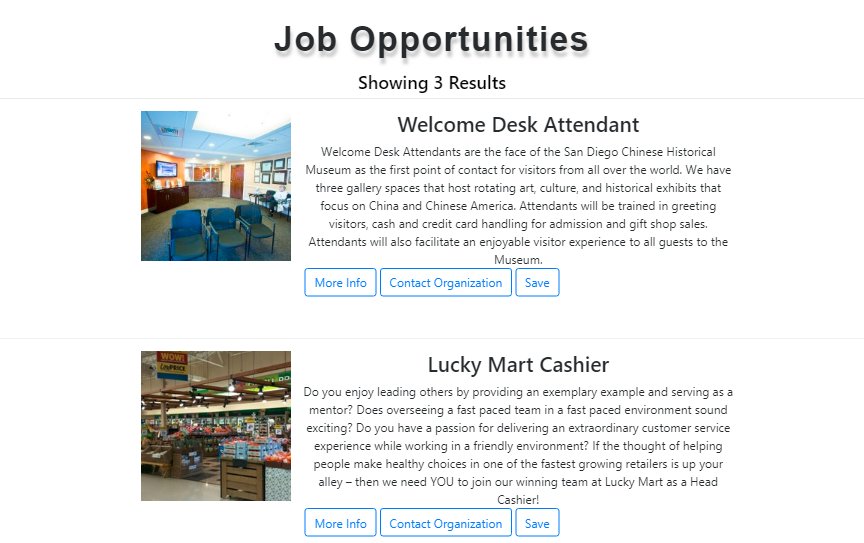 Job Opportunities
Showing 3 Results
Welcome Desk Attendant
Welcome Desk Attendants are the face of the San Diego Chinese Historical
Museum as the first point of contact for visitors from all over the world. We have
three gallery spaces that host rotating art, culture, and historical exhibits that
focus on China and Chinese America. Attendants will be trained in greeting
visitors, cash and credit card handling for admission and gift shop sales.
Attendants will also facilitate an enjoyable visitor experience to all guests to the
Museum.
More Info Contact Organization Save
WOW!
PRICE
Lucky Mart Cashier
Do you enjoy leading others by providing an exemplary example and serving as a
mentor? Does overseeing a fast paced team in a fast paced environment sound
exciting? Do you have a passion for delivering an extraordinary customer service
experience while working in a friendly environment? If the thought of helping
people make healthy choices in one of the fastest growing retailers is up your
alley – then we need YOU to join our winning team at Lucky Mart as a Head
Cashier!
More Info Contact Organization Save